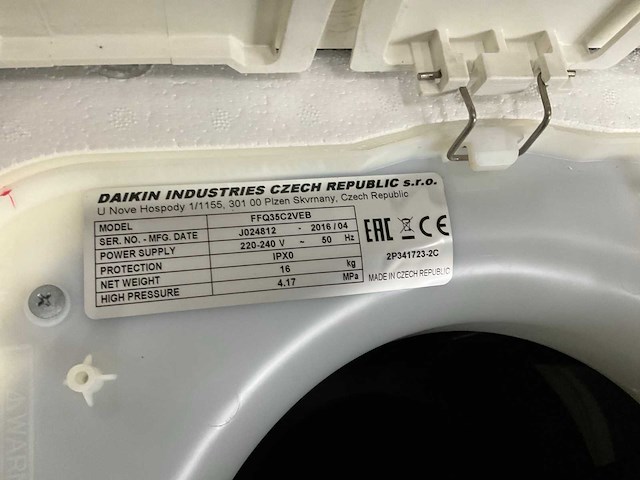 DAIKIN INDUSTRIES CZECH REPUBLIC s.r.o.
U Nove Hospody 1/1155, 301 00 Plzen Skvrnany, Czech Republic
MODEL FFQ35C2VEB
SER. NO. - MFG. DATE J024812 - 2016/04
POWER SUPPLY 220-240 V ~ 50 Hz
PROTECTION IPX0
NET WEIGHT 16 kg
HIGH PRESSURE 4.17 MPa
EAC CE
2P341723-2C
MADE IN CZECH REPUBLIC